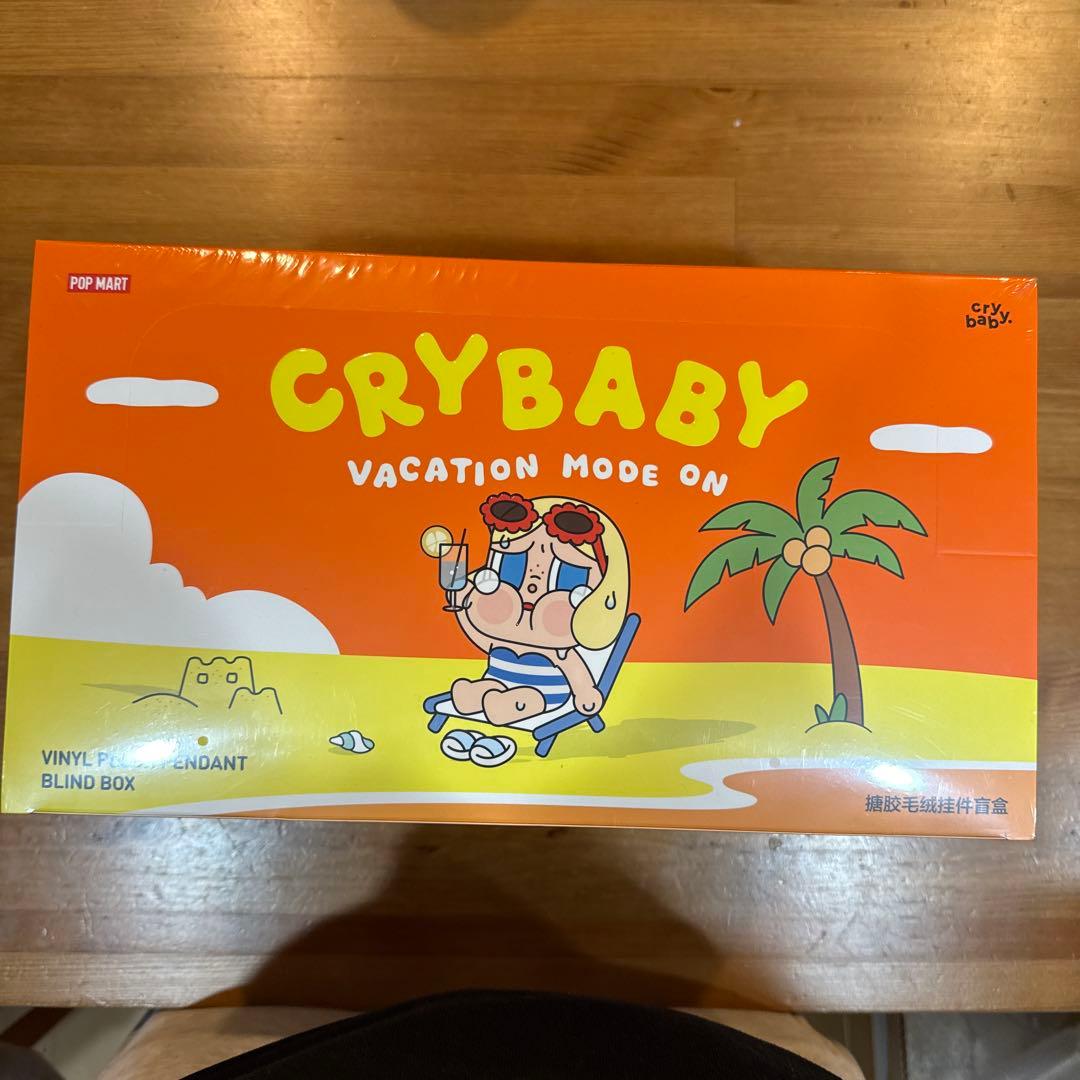 POP MART
cry
baby.
CRYBABY
VACATION MODE ON
VINYL PENDANT
BLIND BOX
搪胶毛绒挂件盲盒